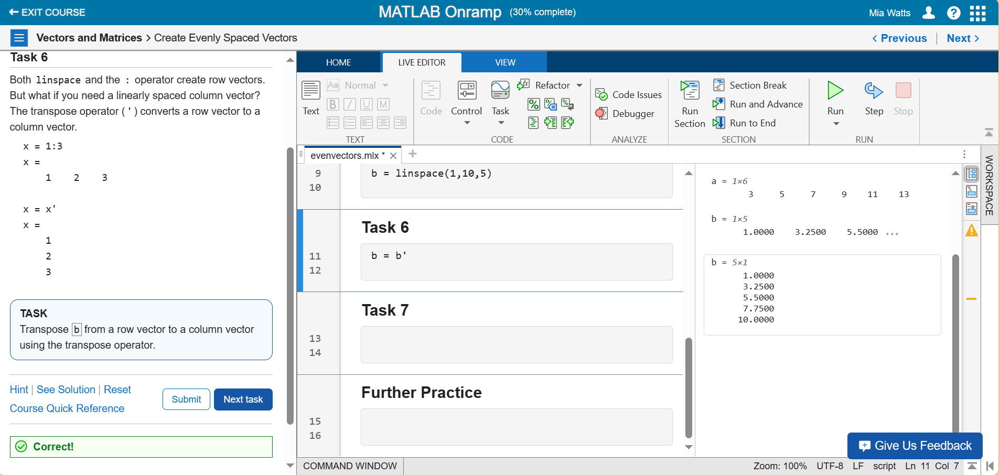 ← EXIT COURSE
MATLAB Onramp (30% complete)
Mia Watts
Vectors and Matrices > Create Evenly Spaced Vectors
< Previous | Next >
Task 6
Both linspace and the : operator create row vectors.
But what if you need a linearly spaced column vector?
The transpose operator ( ' ) converts a row vector to a
column vector.
x = 1:3
x =
1 2 3
x = x'
x =
1
2
3
TASK
Transpose b from a row vector to a column vector
using the transpose operator.
Hint | See Solution | Reset
Course Quick Reference
Submit
Next task
Correct!
HOME
LIVE EDITOR
VIEW
Text
Aa Normal
B I U M
TEXT
Code
Control
Task
Refactor
CODE
Code Issues
Debugger
ANALYZE
Run
Section
Section Break
Run and Advance
Run to End
SECTION
Run
Step
Stop
RUN
evenvectors.mlx *
9 b = linspace(1,10,5)
10
Task 6
11 b = b'
12
Task 7
13
14
Further Practice
15
16
a = 1×6
3 5 7 9 11 13
b = 1×5
1.0000 3.2500 5.5000 ...
b = 5×1
1.0000
3.2500
5.5000
7.7500
10.0000
WORKSPACE
Give Us Feedback
COMMAND WINDOW
Zoom: 100% UTF-8 LF script Ln 11 Col 7